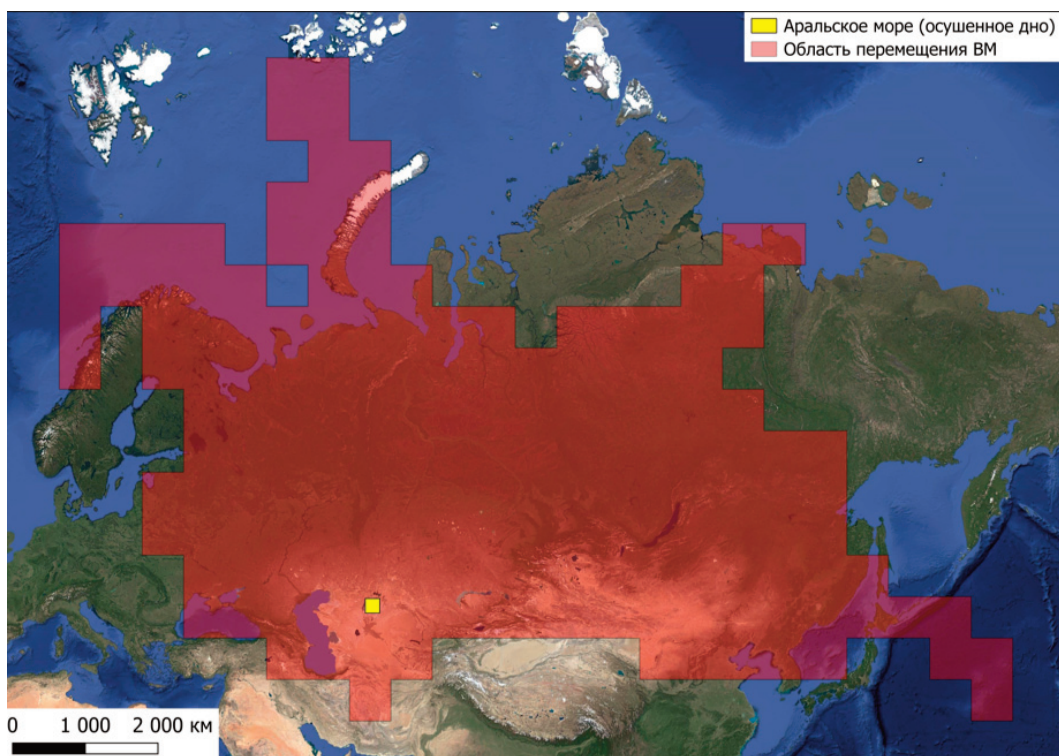 Аральское море (осушенное дно)
Область перемещения ВМ
0 1 000 2 000 км